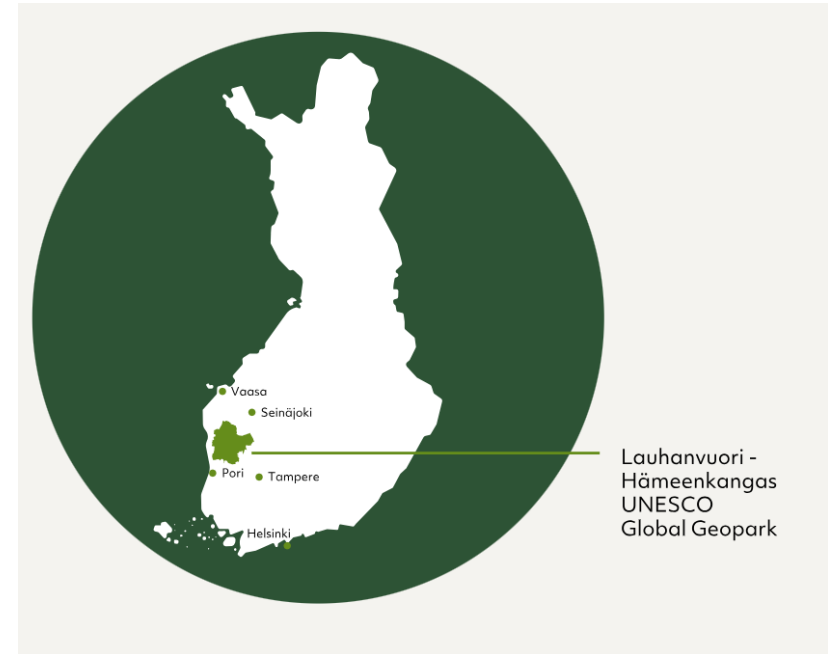 Vaasa
Seinäjoki
Pori
Tampere
Helsinki
Lauhanvuori -
Hämeenkangas
UNESCO
Global Geopark